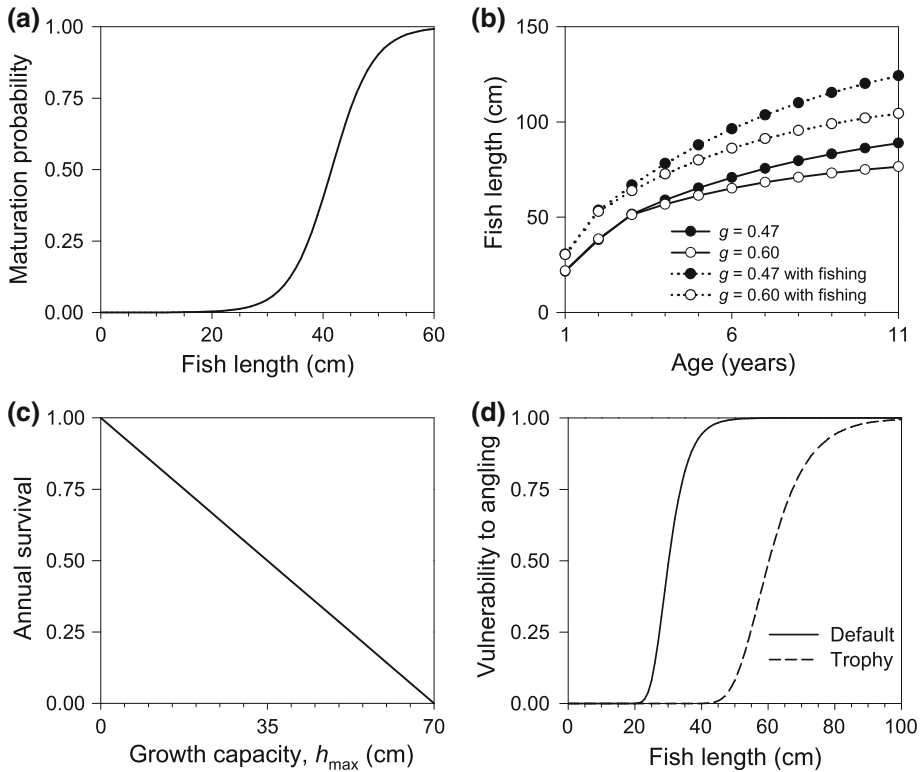 (a)
1.00
0.75
0.50
0.25
0.00
Maturation probability
0
20
40
60
Fish length (cm)
(b)
150
100
50
0
Fish length (cm)
g = 0.47
g = 0.60
g = 0.47 with fishing
g = 0.60 with fishing
1
6
11
Age (years)
(c)
1.00
0.75
0.50
0.25
0.00
Annual survival
0
35
70
Growth capacity, hmax (cm)
(d)
1.00
0.75
0.50
0.25
0.00
Vulnerability to angling
Default
Trophy
0
20
40
60
80
100
Fish length (cm)